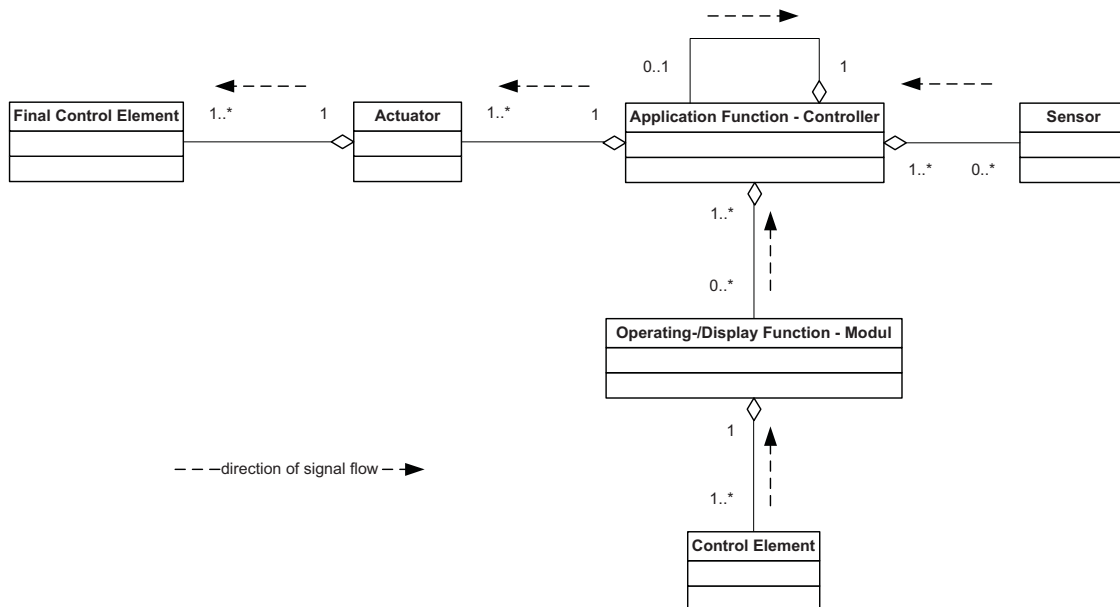 0..1
1
Final Control Element
1..*
1
Actuator
1..*
1
Application Function - Controller
1..*
0..*
Sensor
1..*
0..*
Operating-/Display Function - Modul
1
direction of signal flow
1..*
Control Element